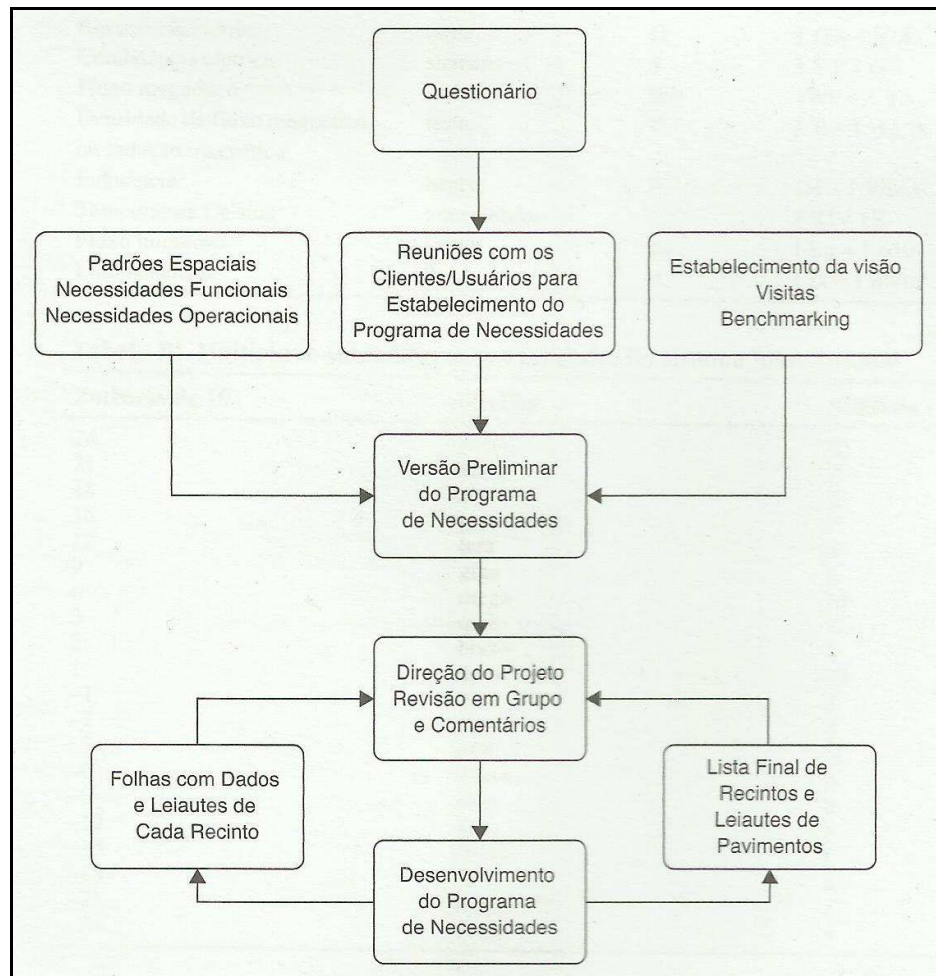 Questionário
Padrões Espaciais
Necessidades Funcionais
Necessidades Operacionais
Reuniões com os
Clientes/Usuários para
Estabelecimento do
Programa de Necessidades
Estabelecimento da visão
Visitas
Benchmarking
Versão Preliminar
do Programa
de Necessidades
Direção do Projeto
Revisão em Grupo
e Comentários
Folhas com Dados
e Leiautes de
Cada Recinto
Lista Final de
Recintos e
Leiautes de
Pavimentos
Desenvolvimento
do Programa
de Necessidades